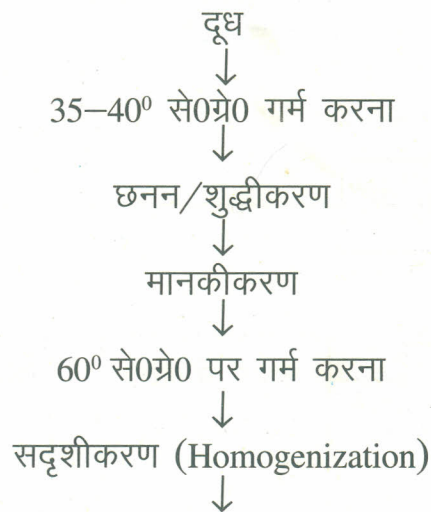 दूध
↓
35–40⁰ से0ग्रे0 गर्म करना
↓
छनन/शुद्धीकरण
↓
मानकीकरण
↓
60⁰ से0ग्रे0 पर गर्म करना
↓
सदृशीकरण (Homogenization)
↓